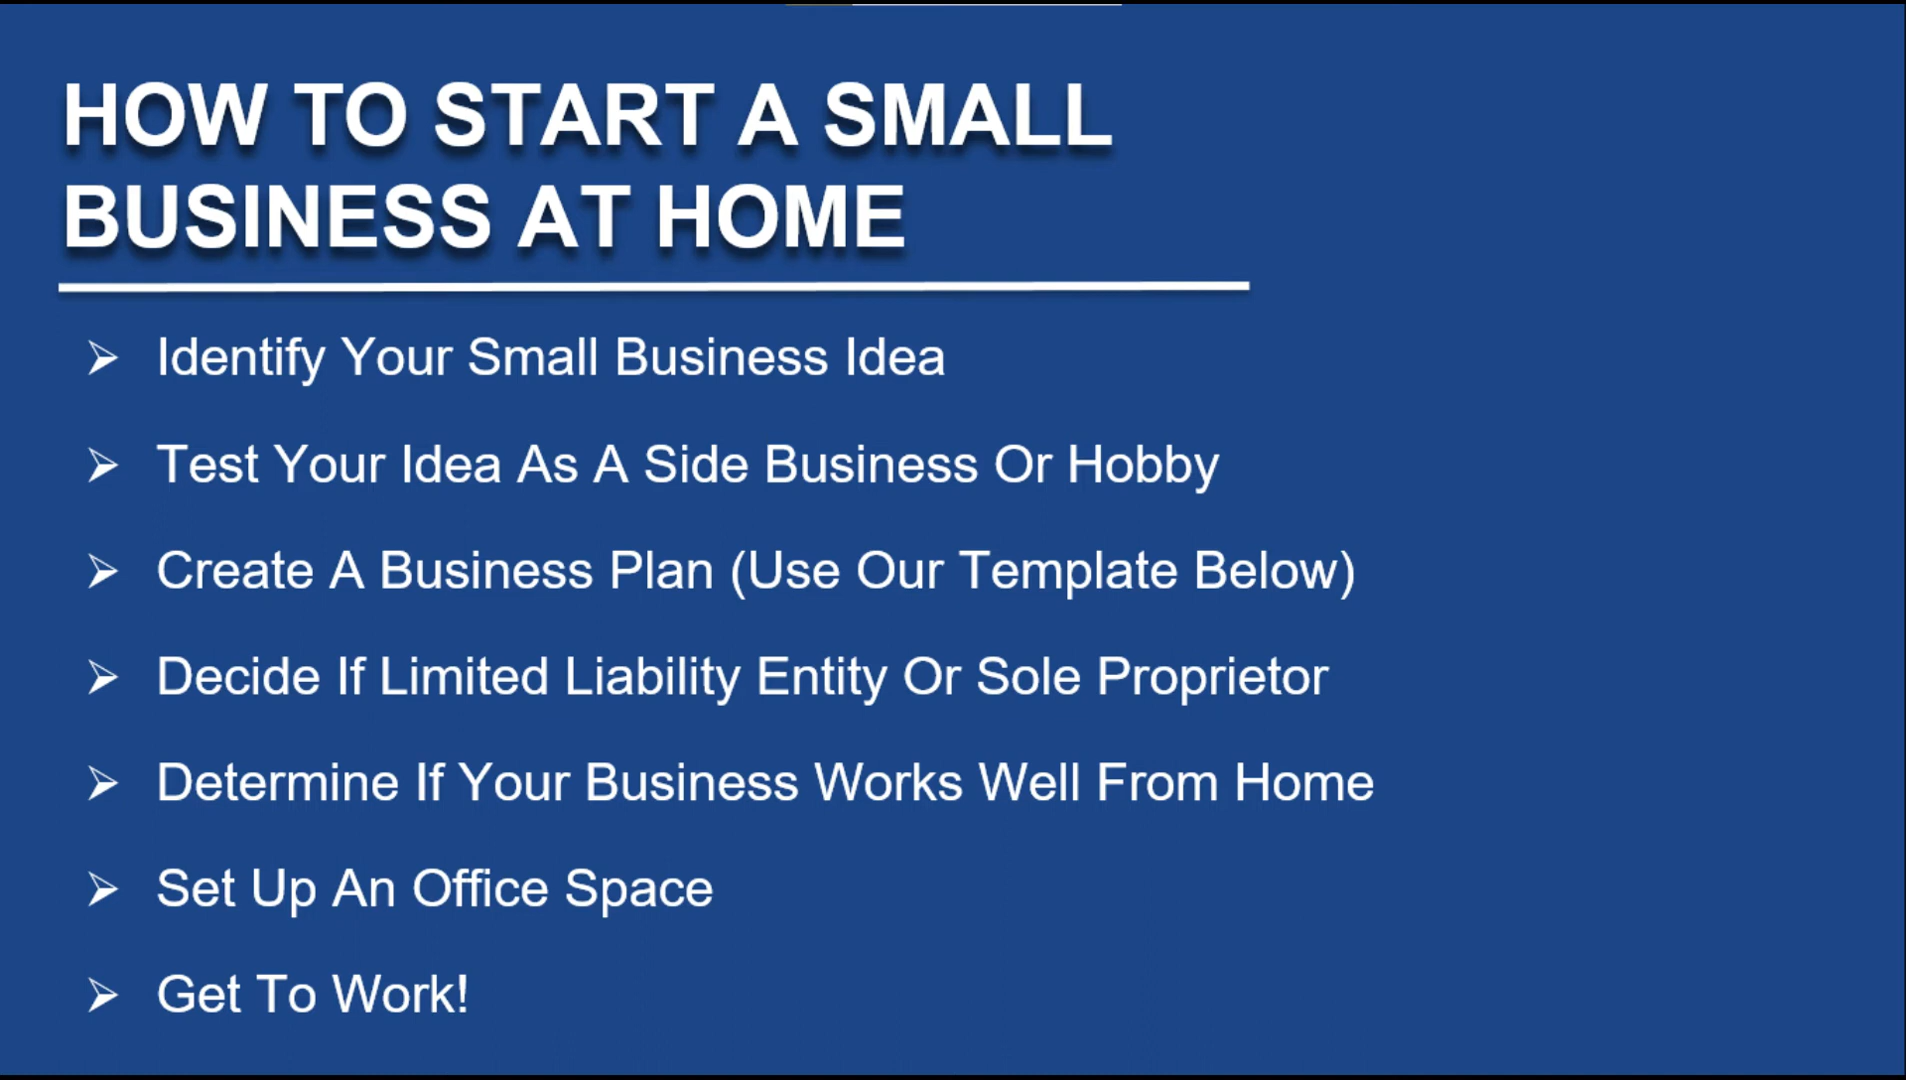 HOW TO START A SMALL
BUSINESS AT HOME
Identify Your Small Business Idea
Test Your Idea As A Side Business Or Hobby
Create A Business Plan (Use Our Template Below)
Decide If Limited Liability Entity Or Sole Proprietor
Determine If Your Business Works Well From Home
Set Up An Office Space
Get To Work!